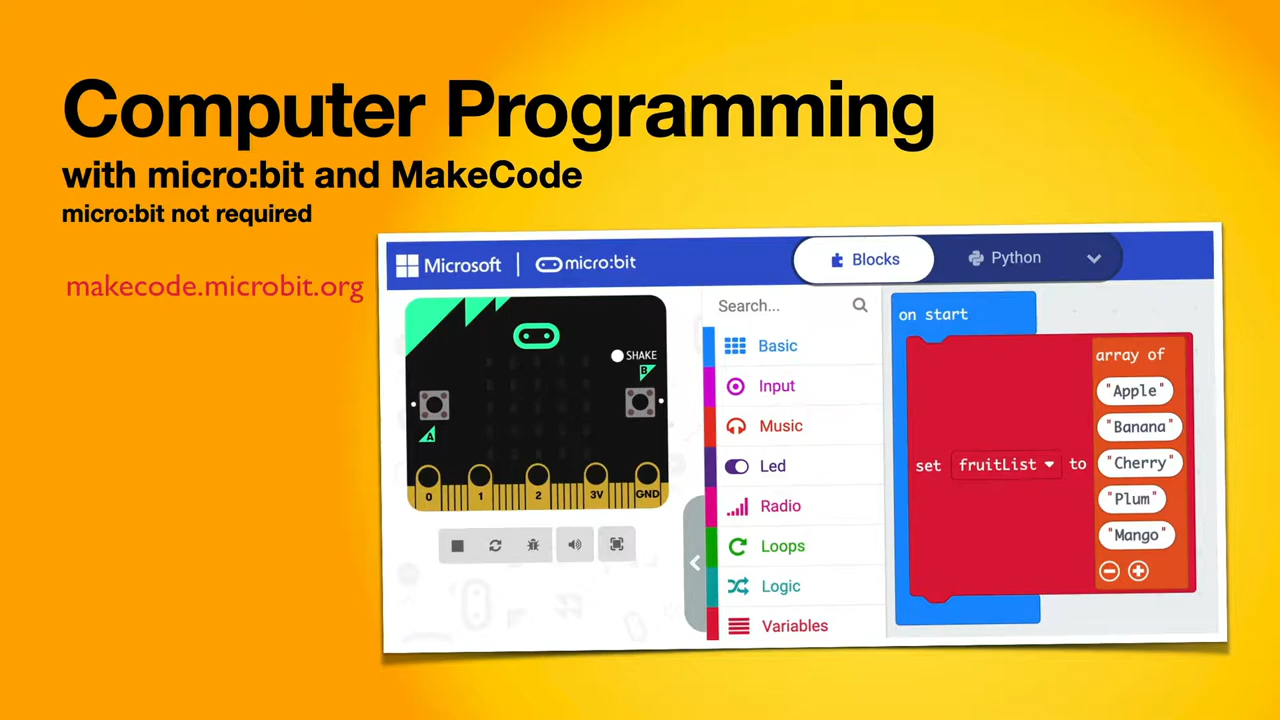 Computer Programming
with micro:bit and MakeCode
micro:bit not required
makecode.microbit.org
Microsoft | micro:bit
Blocks
Python
SHAKE
B
A
0 1 2 3V GND
Search...
Basic
Input
Music
Led
Radio
Loops
Logic
Variables
on start
set fruitList to
array of
"Apple"
"Banana"
"Cherry"
"Plum"
"Mango"